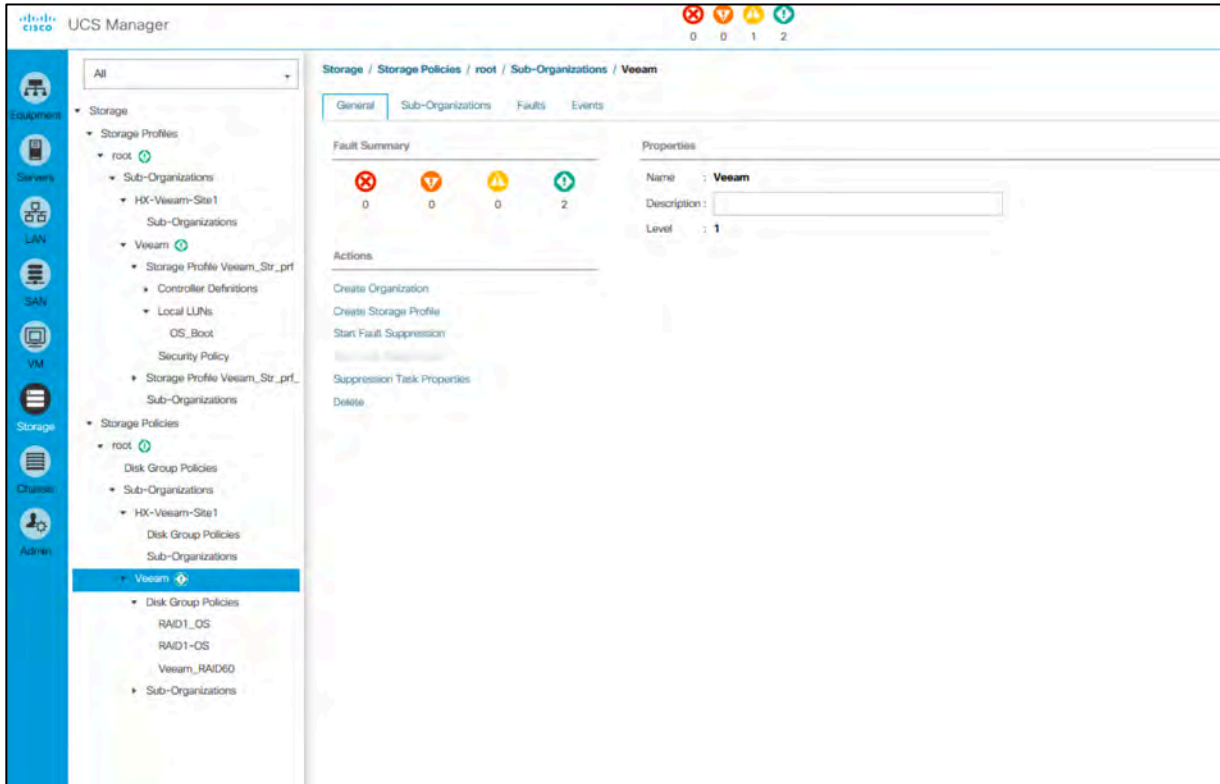 cisco UCS Manager
0 0 1 2
Equipment
Servers
LAN
SAN
VM
Storage
Chassis
Admin
All
Storage
Storage Profiles
root
Sub-Organizations
HX-Veeam-Site1
Sub-Organizations
Veeam
Storage Profile Veeam_Str_prf
Controller Definitions
Local LUNs
OS_Boot
Security Policy
Storage Profile Veeam_Str_prf_
Sub-Organizations
Storage Policies
root
Disk Group Policies
Sub-Organizations
HX-Veeam-Site1
Disk Group Policies
Sub-Organizations
Veeam
Disk Group Policies
RAID1_OS
RAID1-OS
Veeam_RAID60
Sub-Organizations
Storage / Storage Policies / root / Sub-Organizations / Veeam
General Sub-Organizations Faults Events
Fault Summary
0 0 0 2
Actions
Create Organization
Create Storage Profile
Start Fault Suppression
Suppression Task Properties
Delete
Properties
Name : Veeam
Description :
Level : 1